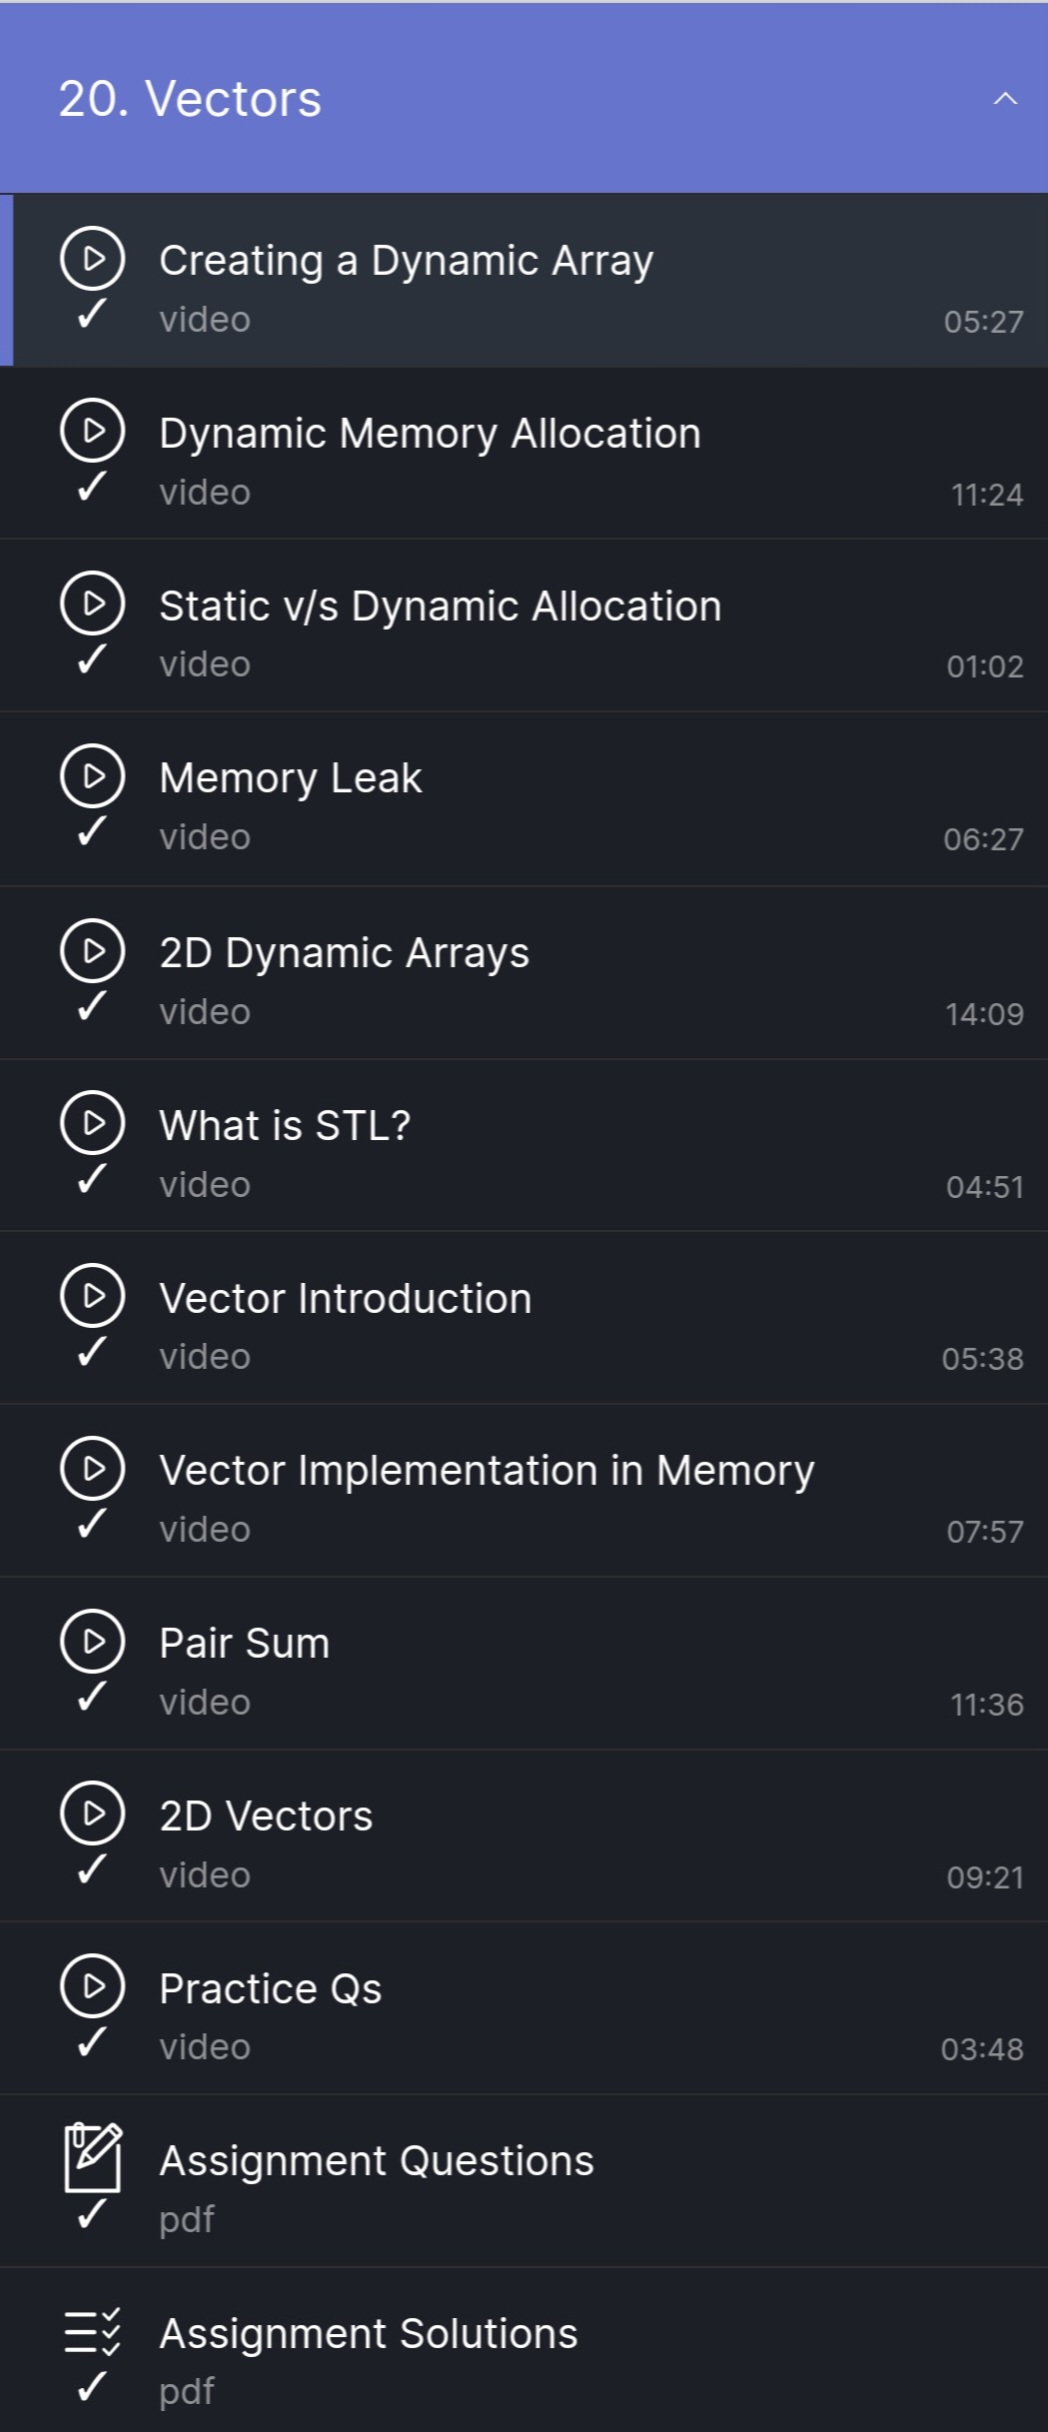 20. Vectors
Creating a Dynamic Array
video 05:27
Dynamic Memory Allocation
video 11:24
Static v/s Dynamic Allocation
video 01:02
Memory Leak
video 06:27
2D Dynamic Arrays
video 14:09
What is STL?
video 04:51
Vector Introduction
video 05:38
Vector Implementation in Memory
video 07:57
Pair Sum
video 11:36
2D Vectors
video 09:21
Practice Qs
video 03:48
Assignment Questions
pdf
Assignment Solutions
pdf